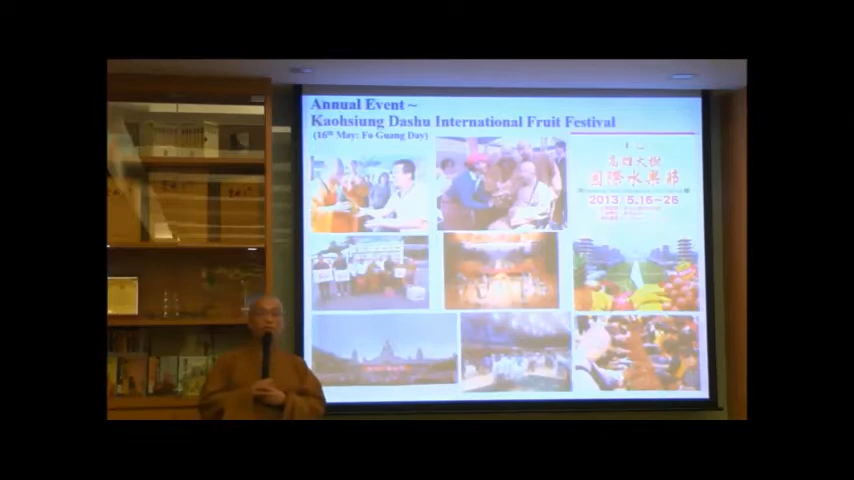 Annual Event ~
Kaohsiung Dashu International Fruit Festival
(16th May: Fo Guang Day)
高雄大樹
國際水果節
2013/5.16~26